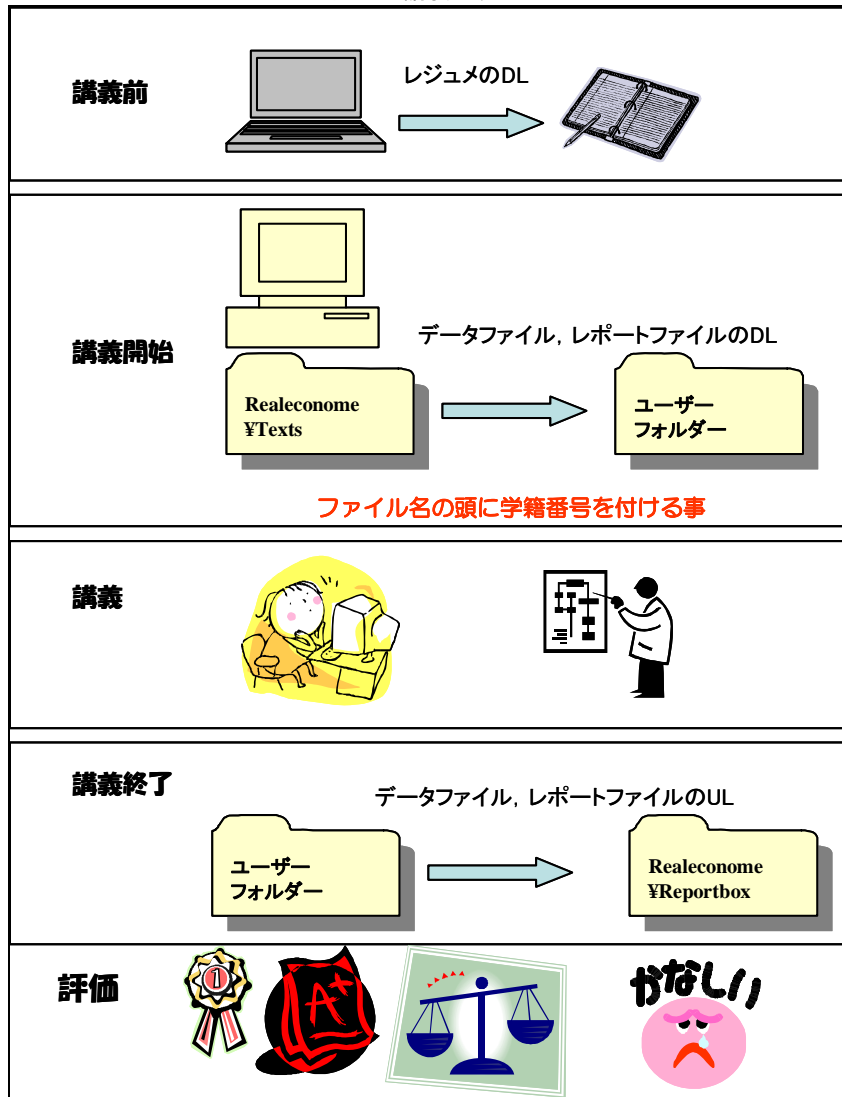 講義前
レジュメのDL
講義開始
データファイル，レポートファイルのDL
Realeconome
¥Texts
ユーザー
フォルダー
ファイル名の頭に学籍番号を付ける事
講義
講義終了
データファイル，レポートファイルのUL
ユーザー
フォルダー
Realeconome
¥Reportbox
評価
1
A+
かなしい